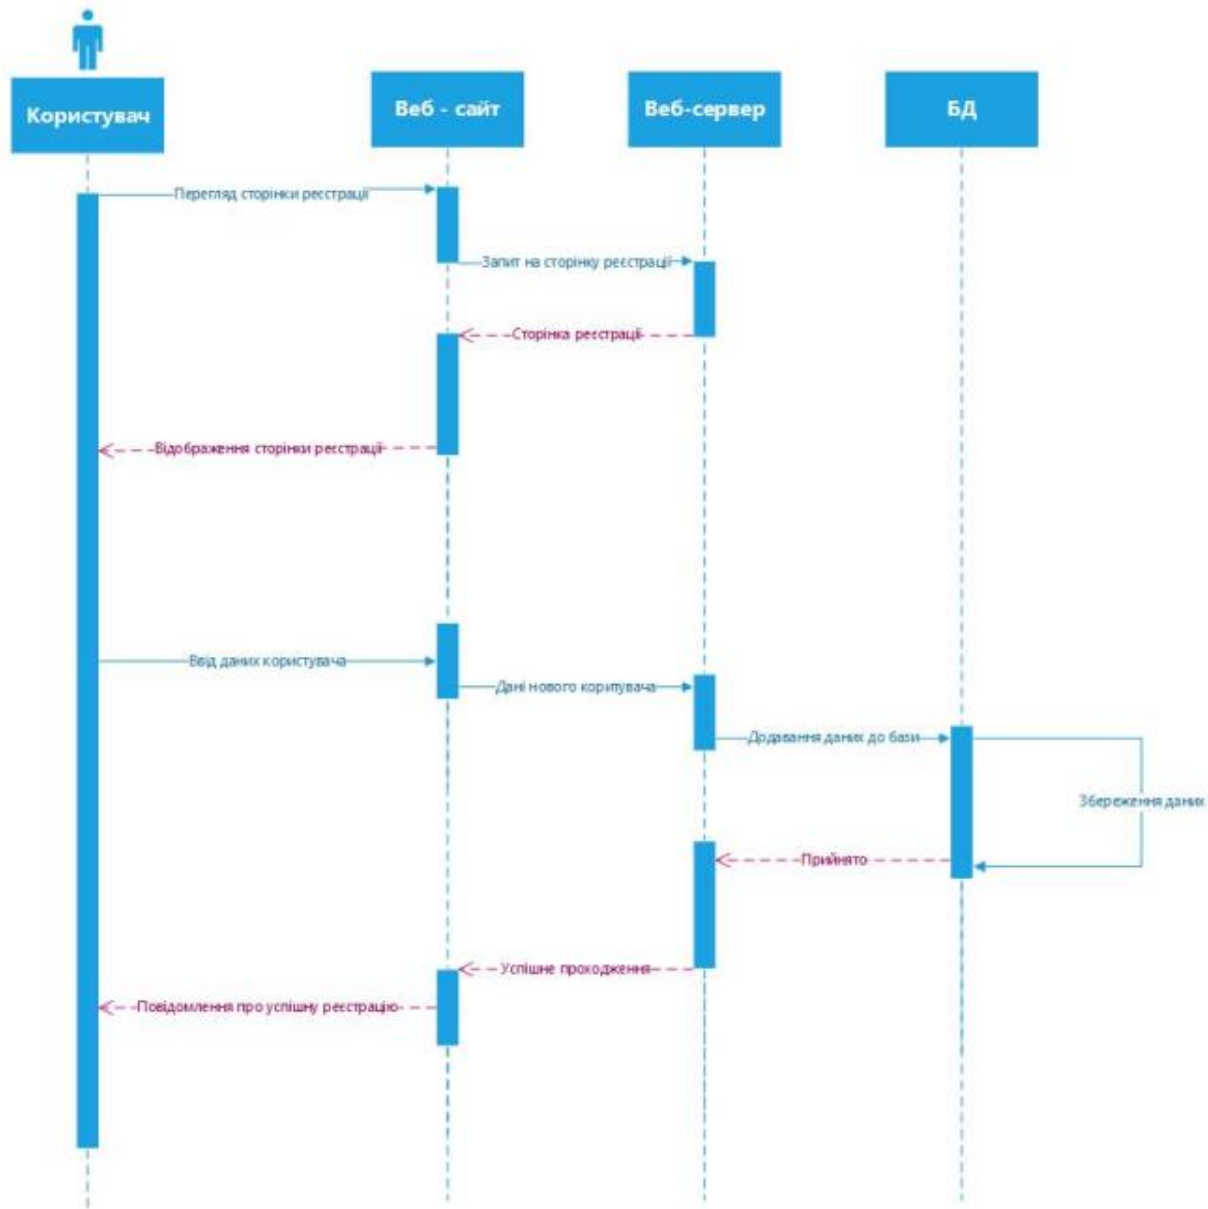 Користувач
Веб - сайт
Веб-сервер
БД
Перегляд сторінки реєстрації
Запит на сторінку реєстрації
Сторінка реєстрації
Відображення сторінки реєстрації
Ввід даних користувача
Дані нового коритувача
Додавання даних до бази
Збереження даних
Прийнято
Успішне проходження
Повідомлення про успішну реєстрацію